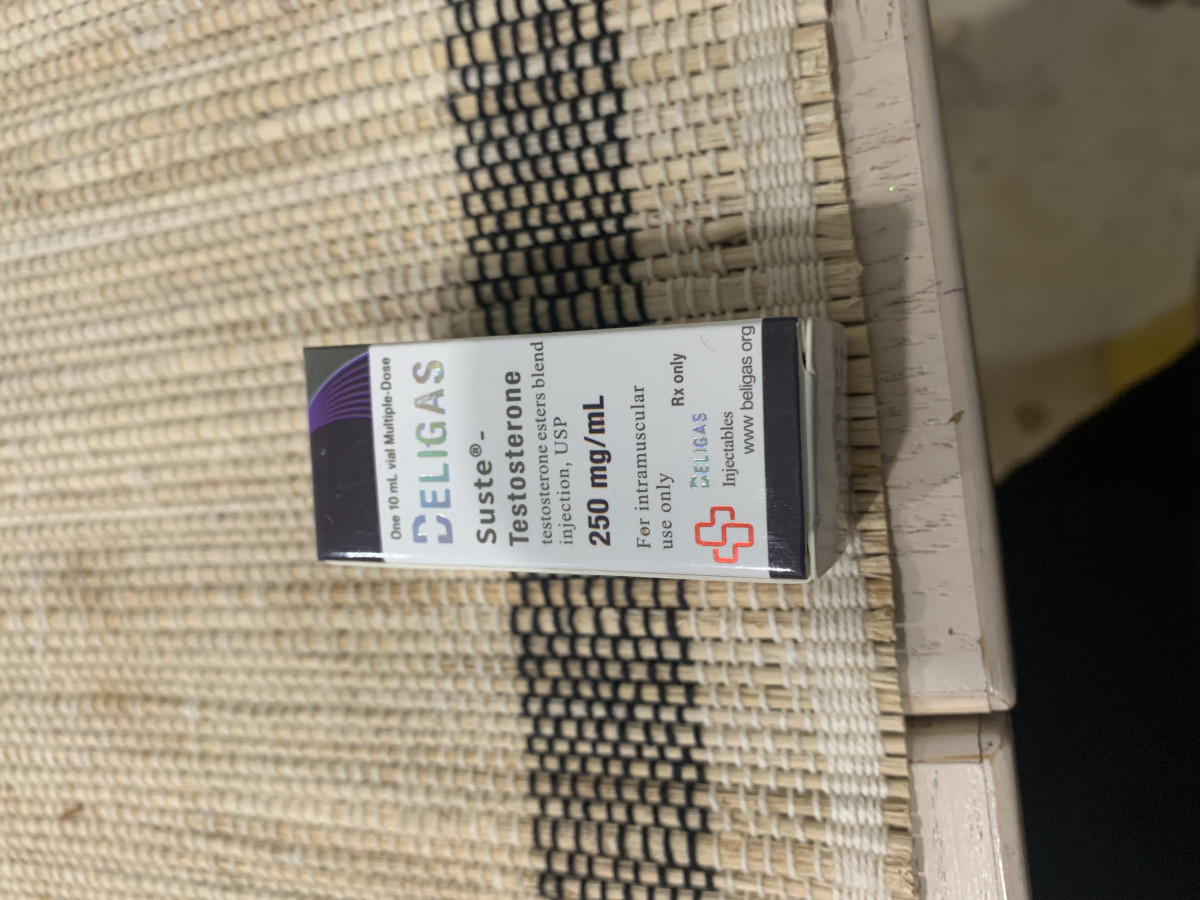 One 10 mL vial Multiple-Dose
BELIGAS
Suste®-
Testosterone
testosterone esters blend
injection, USP
250 mg/mL
For intramuscular
use only
Rx only
BELIGAS
Injectables
www beligas org